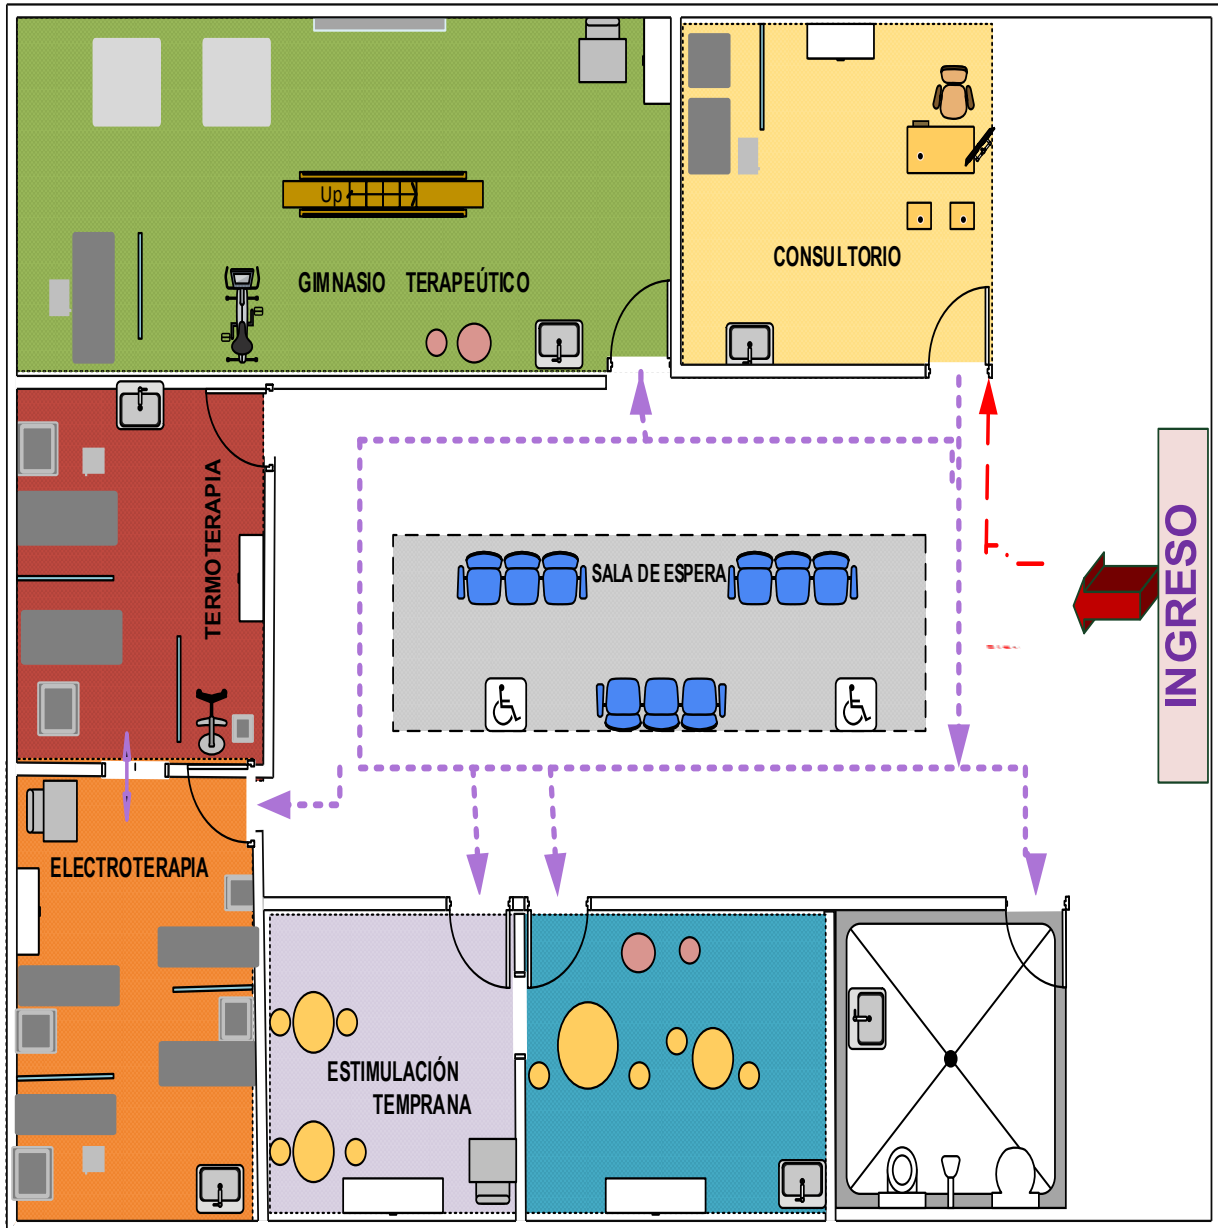 Up
GIMNASIO TERAPEÚTICO
CONSULTORIO
TERMOTERAPIA
SALA DE ESPERA
INGRESO
ELECTROTERAPIA
ESTIMULACIÓN
TEMPRANA